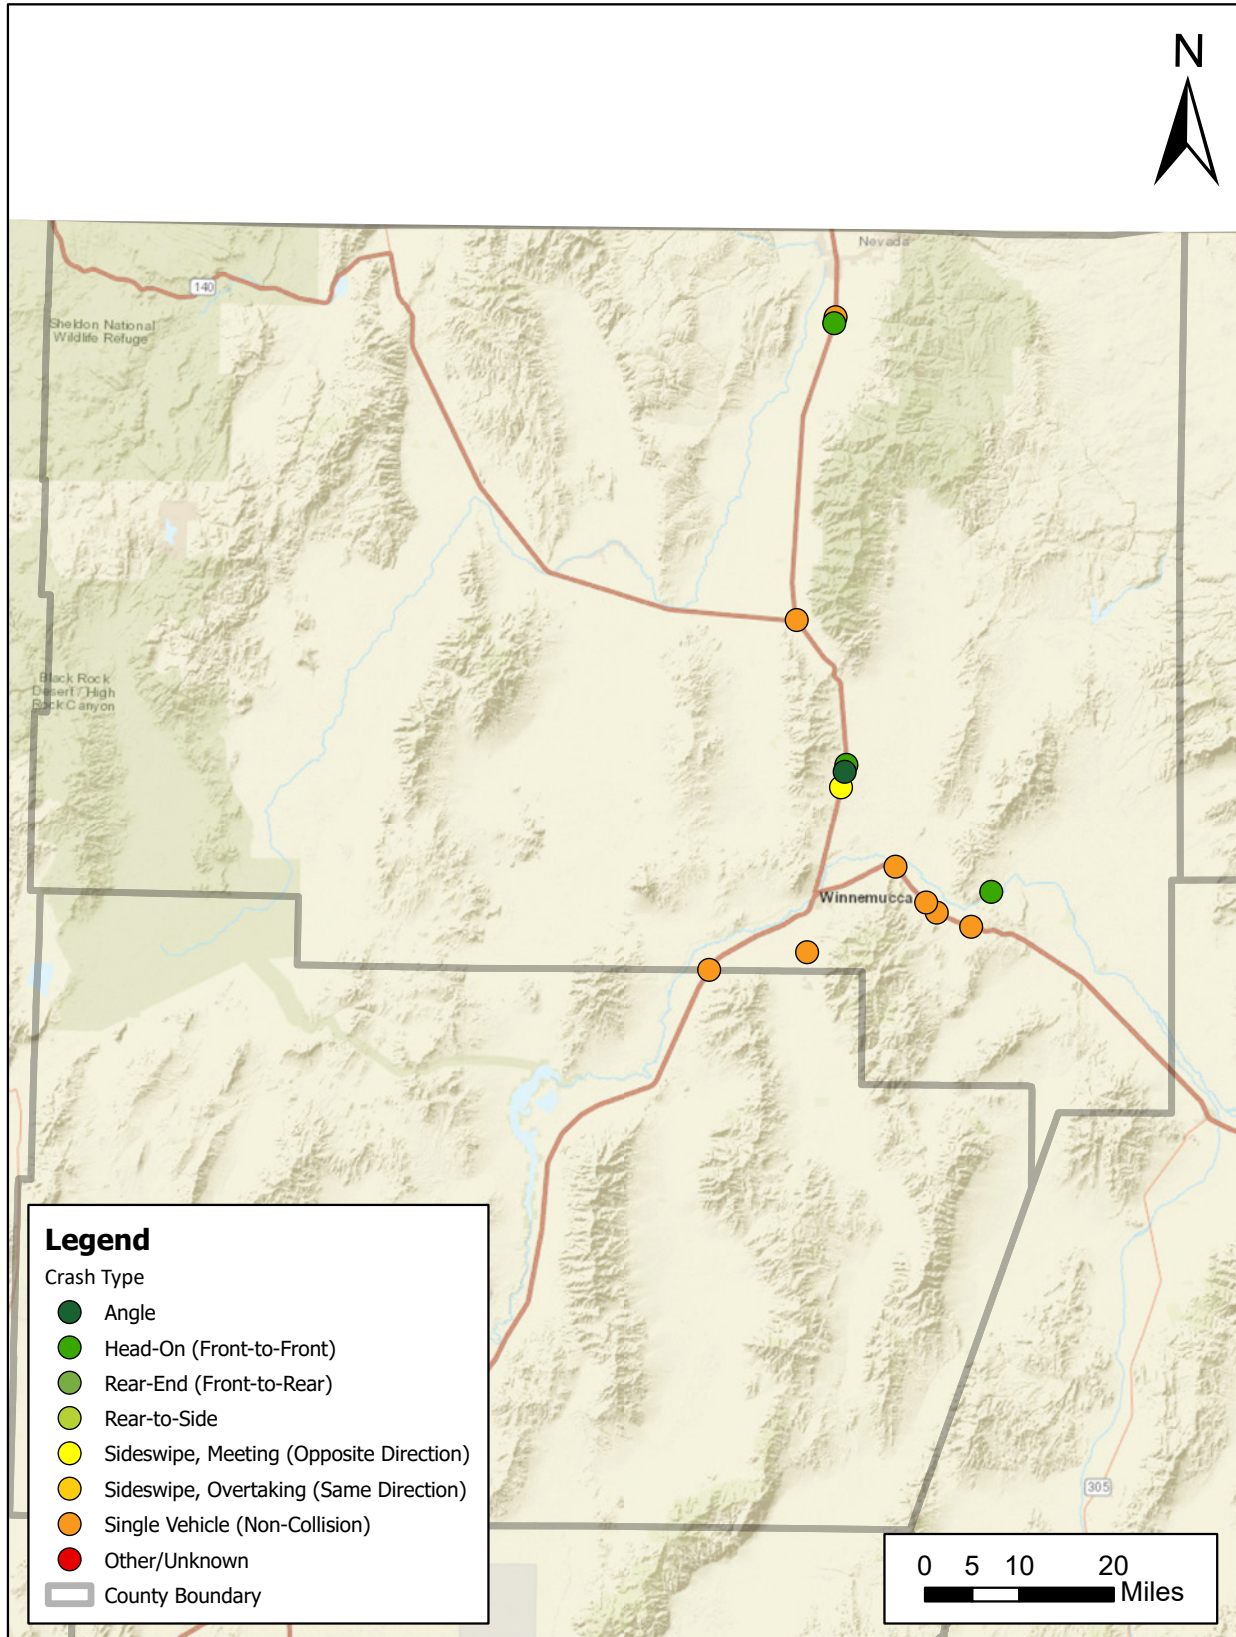 N
Nevada
140
Sheldon National
Wildlife Refuge
Black Rock
Desert / High
Rock Canyon
Winnemucca
Legend
Crash Type
Angle
Head-On (Front-to-Front)
Rear-End (Front-to-Rear)
Rear-to-Side
Sideswipe, Meeting (Opposite Direction)
Sideswipe, Overtaking (Same Direction)
Single Vehicle (Non-Collision)
Other/Unknown
County Boundary
305
0 5 10 20
Miles